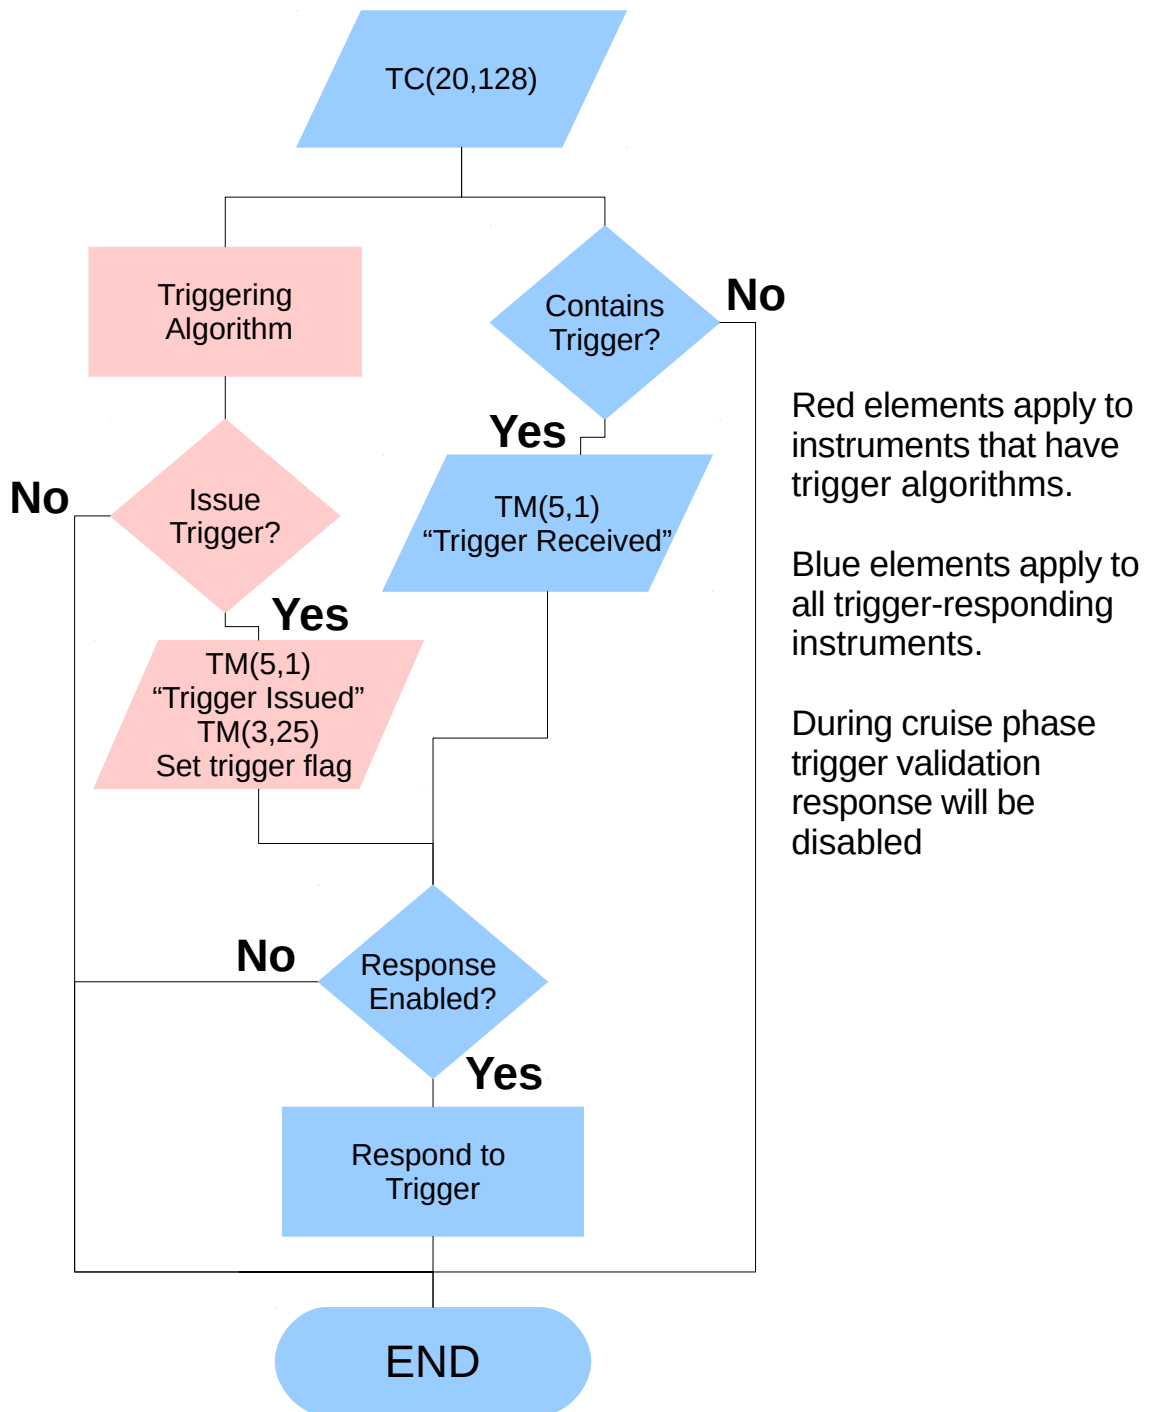 TC(20,128)
Triggering
Algorithm
Contains
Trigger?
No
Yes
No
Issue
Trigger?
TM(5,1)
“Trigger Received”
Yes
TM(5,1)
“Trigger Issued”
TM(3,25)
Set trigger flag
No
Response
Enabled?
Yes
Respond to
Trigger
END
Red elements apply to
instruments that have
trigger algorithms.
Blue elements apply to
all trigger-responding
instruments.
During cruise phase
trigger validation
response will be
disabled